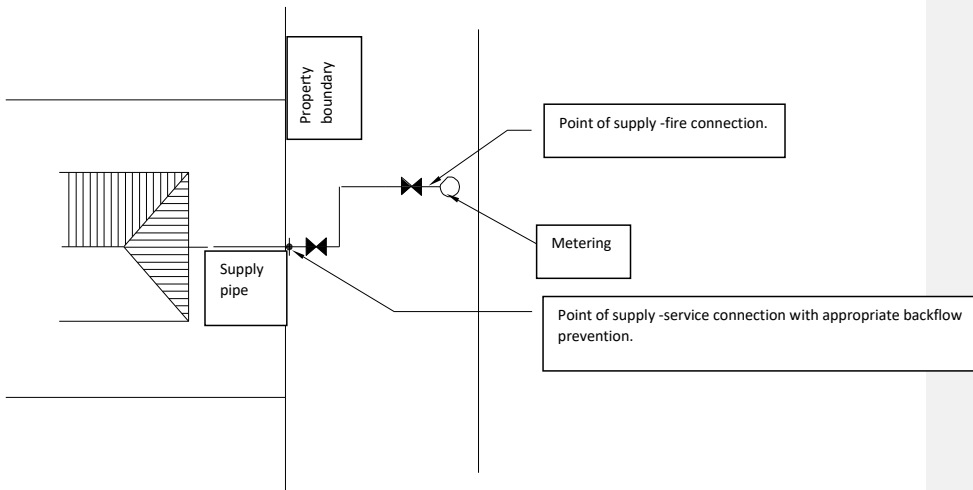 Property
boundary
Point of supply -fire connection.
Metering
Supply
pipe
Point of supply -service connection with appropriate backflow
prevention.